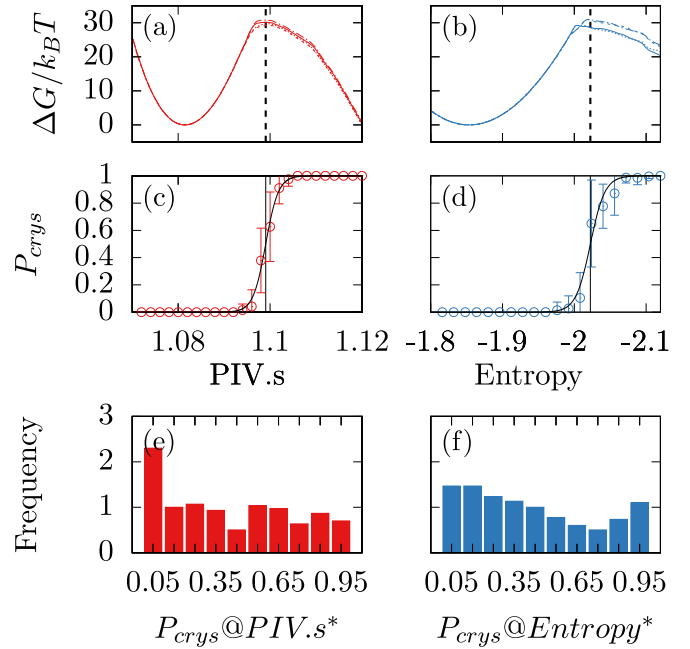 ΔG/k_BT
30
20
10
0
(a)
(b)
P_crys
1
0.8
0.6
0.4
0.2
0
(c)
(d)
1.08 1.1 1.12
-1.8 -1.9 -2 -2.1
PIV.s
Entropy
Frequency
3
2
1
0
(e)
(f)
0.05 0.35 0.65 0.95
0.05 0.35 0.65 0.95
P_crys@PIV.s*
P_crys@Entropy*